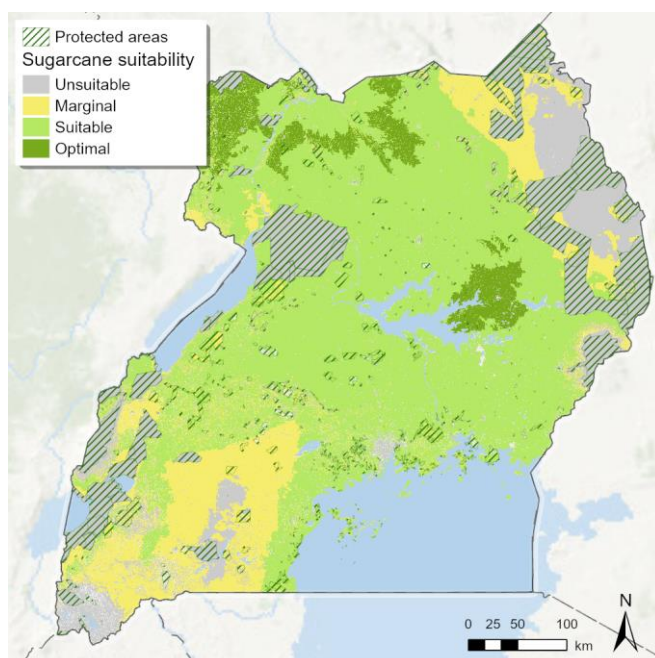 Protected areas
Sugarcane suitability
Unsuitable
Marginal
Suitable
Optimal
N
0 25 50 100
km